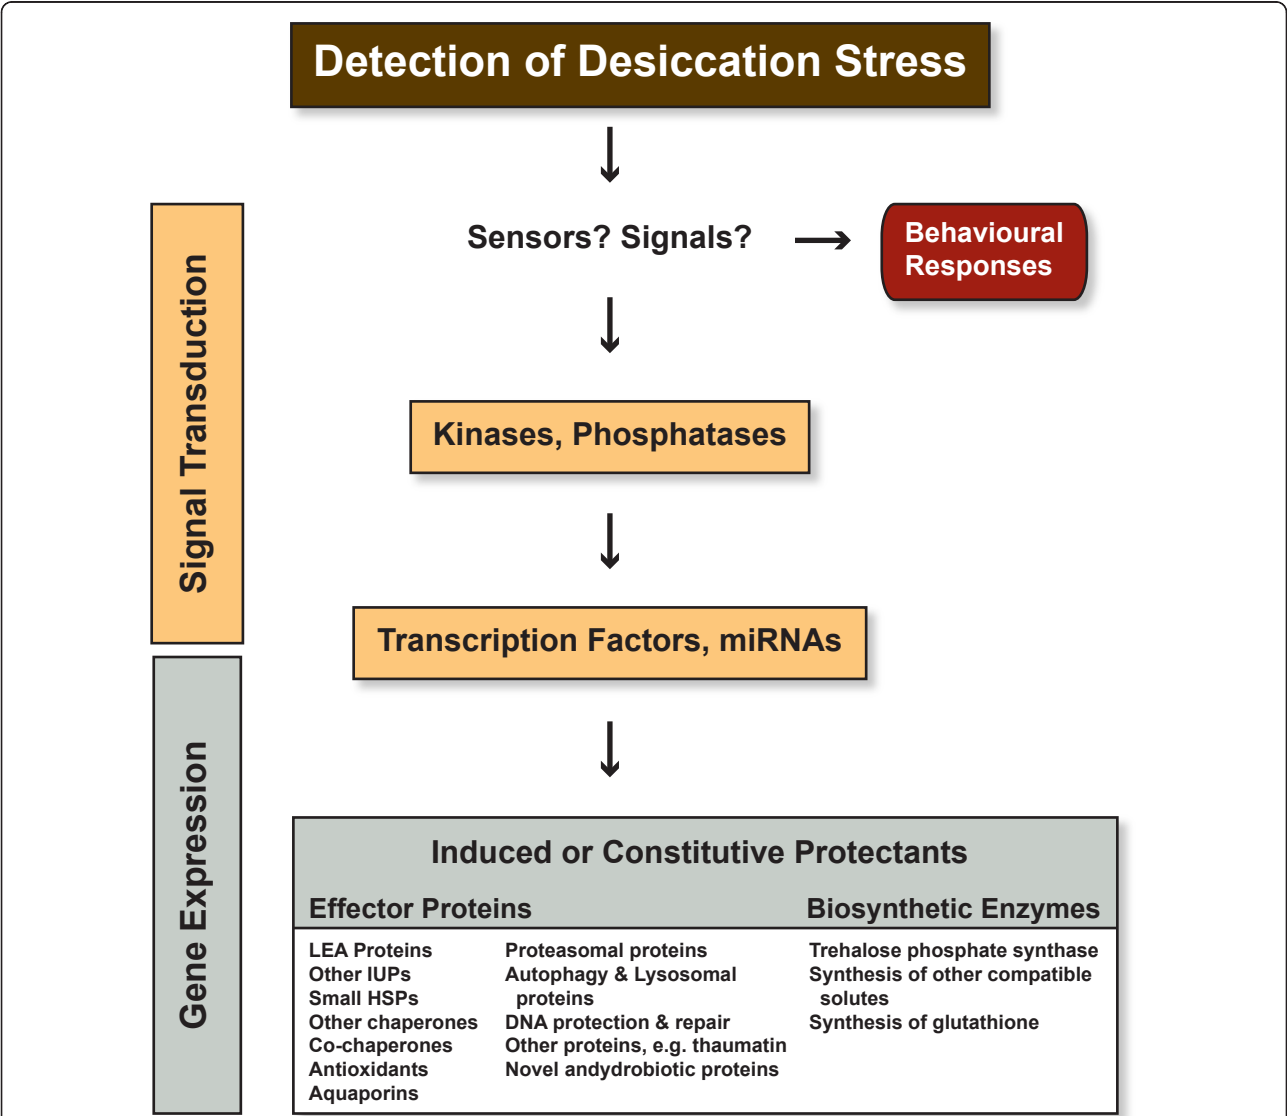 Detection of Desiccation Stress
Sensors? Signals?
Behavioural
Responses
Signal Transduction
Kinases, Phosphatases
Transcription Factors, miRNAs
Gene Expression
Induced or Constitutive Protectants
Effector Proteins
LEA Proteins
Other IUPs
Small HSPs
Other chaperones
Co-chaperones
Antioxidants
Aquaporins
Proteasomal proteins
Autophagy & Lysosomal
proteins
DNA protection & repair
Other proteins, e.g. thaumatin
Novel andydrobiotic proteins
Biosynthetic Enzymes
Trehalose phosphate synthase
Synthesis of other compatible
solutes
Synthesis of glutathione